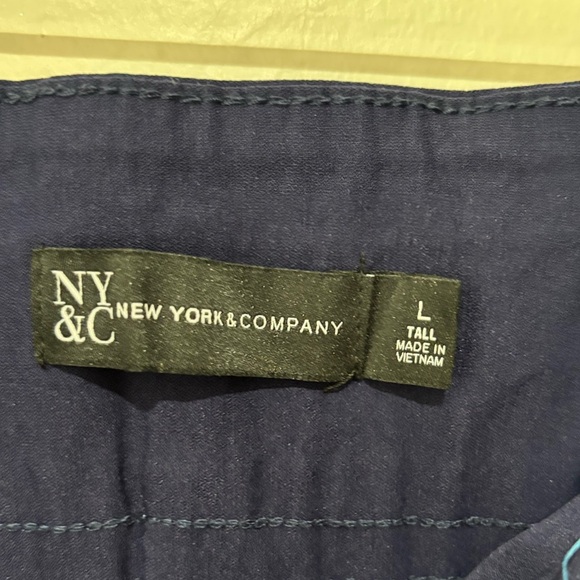 NY
&C
NEW YORK & COMPANY
L
TALL
MADE IN
VIETNAM